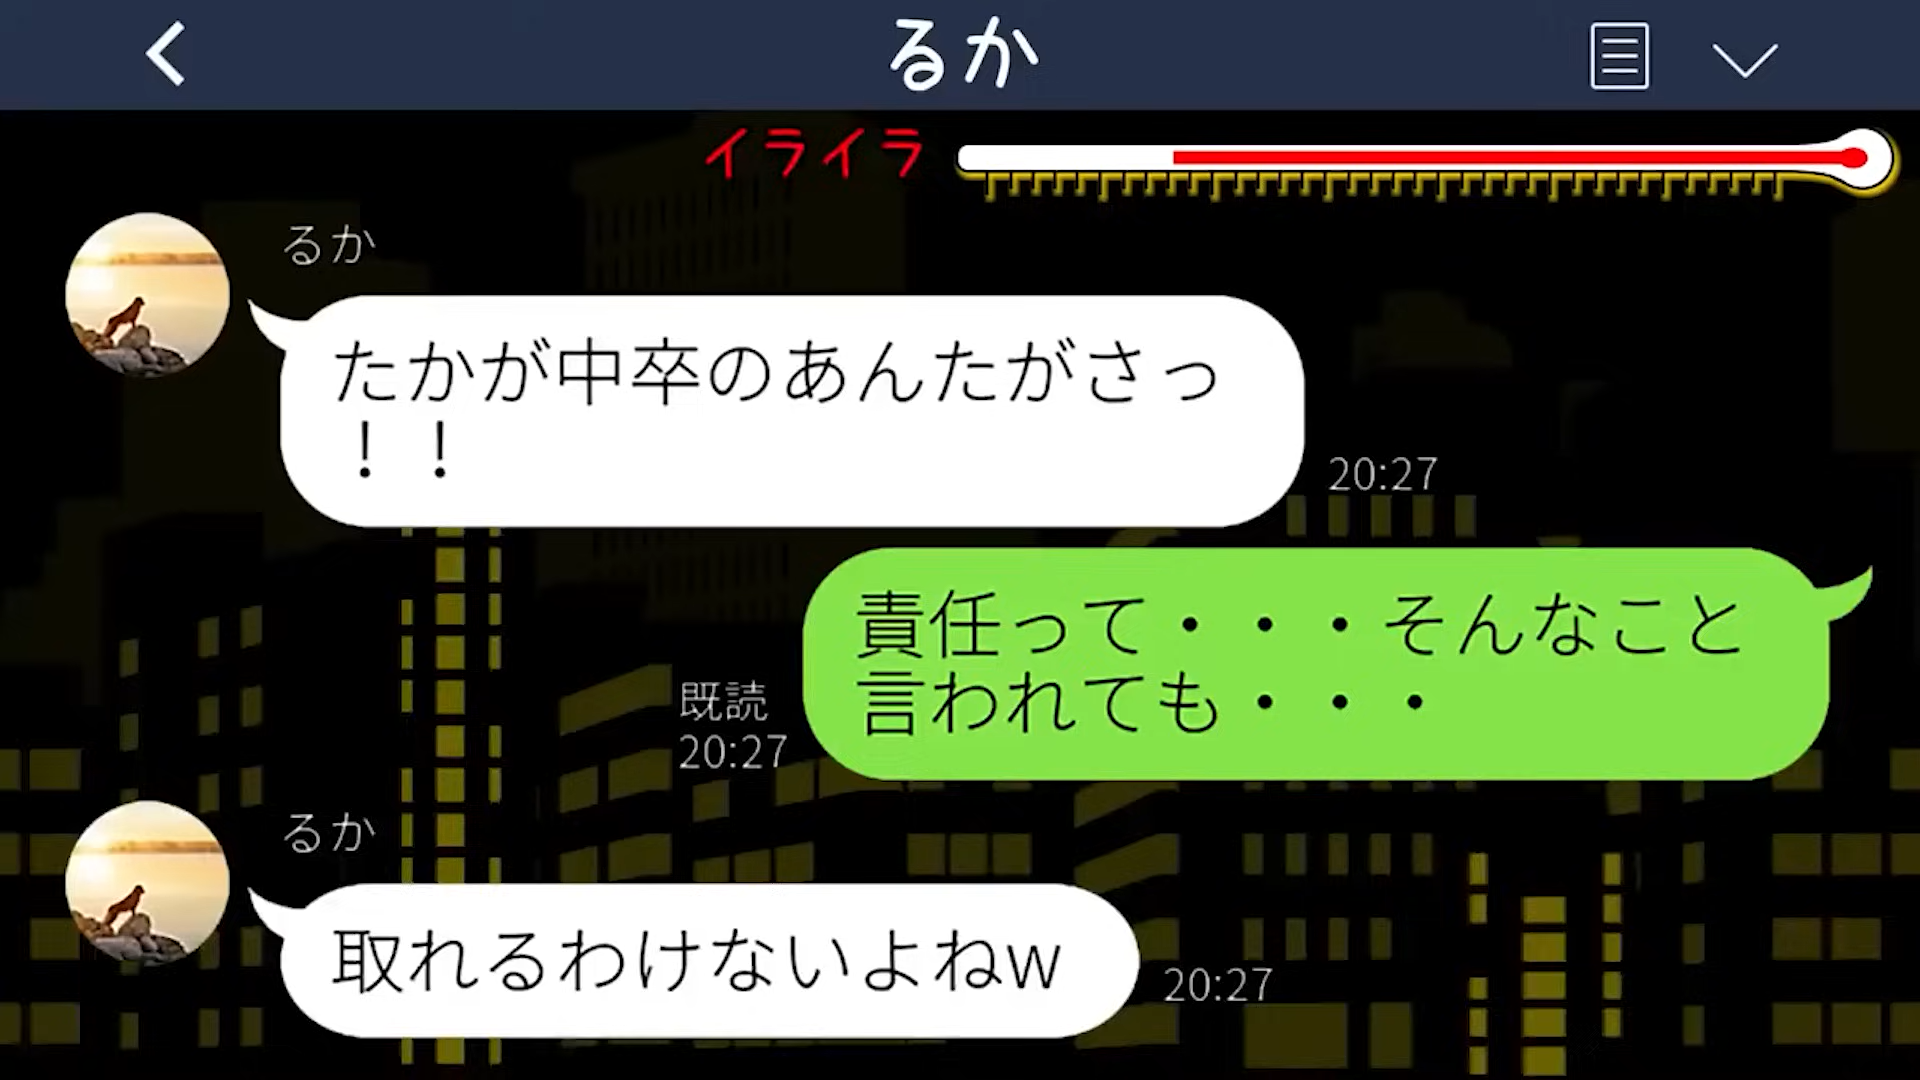 るか
イライラ
るか
たかが中卒のあんたがさっ
！！
20:27
責任って・・・そんなこと
言われても・・・
既読
20:27
るか
取れるわけないよねw
20:27